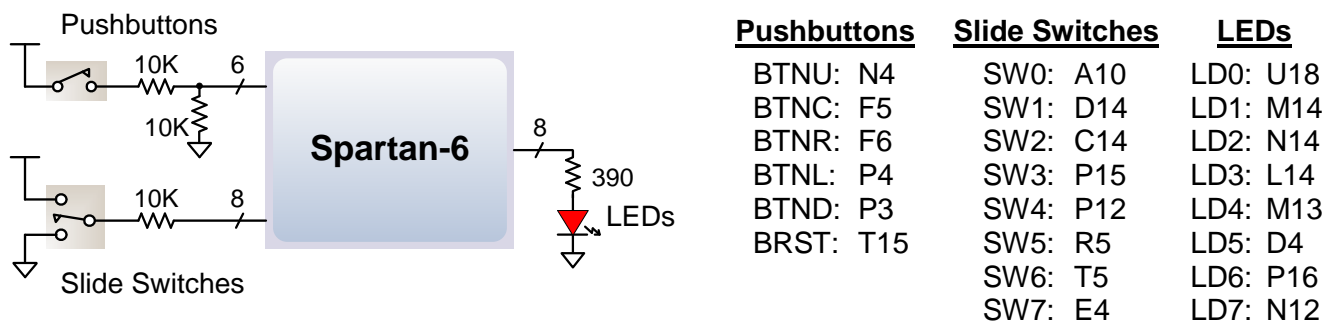 Pushbuttons
10K
6
10K
Spartan-6
8
390
LEDs
10K
8
Slide Switches
Pushbuttons
BTNU: N4
BTNC: F5
BTNR: F6
BTNL: P4
BTND: P3
BRST: T15
Slide Switches
SW0: A10
SW1: D14
SW2: C14
SW3: P15
SW4: P12
SW5: R5
SW6: T5
SW7: E4
LEDs
LD0: U18
LD1: M14
LD2: N14
LD3: L14
LD4: M13
LD5: D4
LD6: P16
LD7: N12